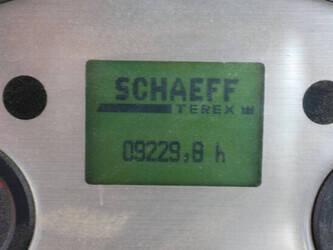 SCHAEFF
TEREX
09229,8 h